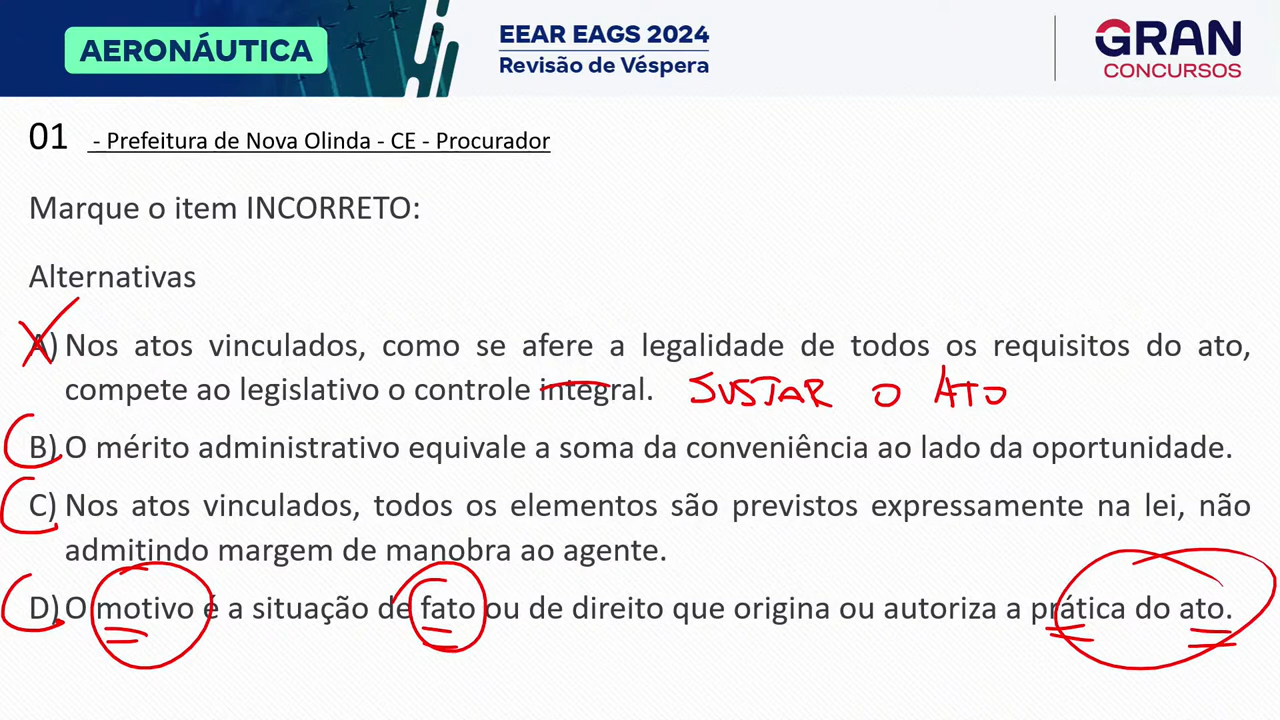 AERONÁUTICA
EEAR EAGS 2024
Revisão de Véspera
GRAN
CONCURSOS
01 - Prefeitura de Nova Olinda - CE - Procurador
Marque o item INCORRETO:
Alternativas
A) Nos atos vinculados, como se afere a legalidade de todos os requisitos do ato,
compete ao legislativo o controle integral. SUSTAR O ATO
B) O mérito administrativo equivale a soma da conveniência ao lado da oportunidade.
C) Nos atos vinculados, todos os elementos são previstos expressamente na lei, não
admitindo margem de manobra ao agente.
D) O motivo é a situação de fato ou de direito que origina ou autoriza a prática do ato.